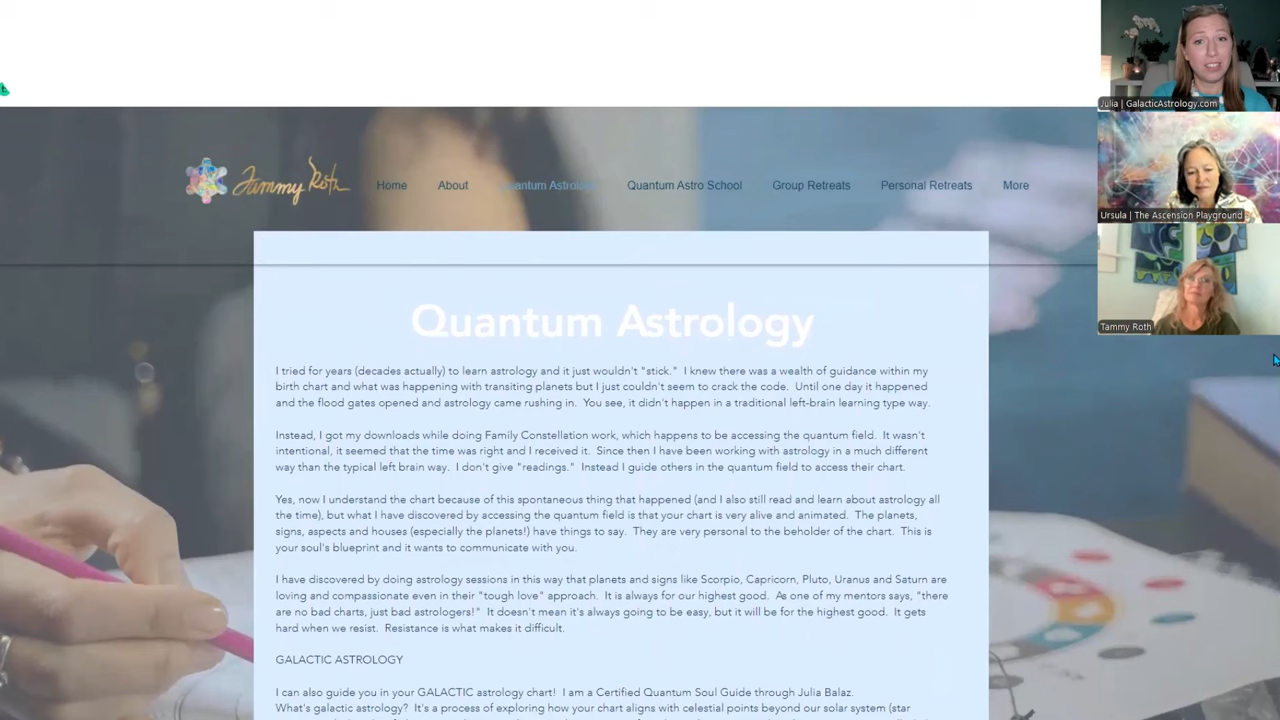 Julia | GalacticAstrology.com
Tammy Roth
Home
About
Quantum Astrology
Quantum Astro School
Group Retreats
Personal Retreats
More
Ursula | The Ascension Playground
Tammy Roth
Quantum Astrology
I tried for years (decades actually) to learn astrology and it just wouldn't "stick." I knew there was a wealth of guidance within my
birth chart and what was happening with transiting planets but I just couldn't seem to crack the code. Until one day it happened
and the flood gates opened and astrology came rushing in. You see, it didn't happen in a traditional left-brain learning type way.
Instead, I got my downloads while doing Family Constellation work, which happens to be accessing the quantum field. It wasn't
intentional, it seemed that the time was right and I received it. Since then I have been working with astrology in a much different
way than the typical left brain way. I don't give "readings." Instead I guide others in the quantum field to access their chart.
Yes, now I understand the chart because of this spontaneous thing that happened (and I also still read and learn about astrology all
the time), but what I have discovered by accessing the quantum field is that your chart is very alive and animated. The planets,
signs, aspects and houses (especially the planets!) have things to say. They are very personal to the beholder of the chart. This is
your soul's blueprint and it wants to communicate with you.
I have discovered by doing astrology sessions in this way that planets and signs like Scorpio, Capricorn, Pluto, Uranus and Saturn are
loving and compassionate even in their "tough love" approach. It is always for our highest good. As one of my mentors says, "there
are no bad charts, just bad astrologers!" It doesn't mean it's always going to be easy, but it will be for the highest good. It gets
hard when we resist. Resistance is what makes it difficult.
GALACTIC ASTROLOGY
I can also guide you in your GALACTIC astrology chart! I am a Certified Quantum Soul Guide through Julia Balaz.
What's galactic astrology? It's a process of exploring how your chart aligns with celestial points beyond our solar system (star